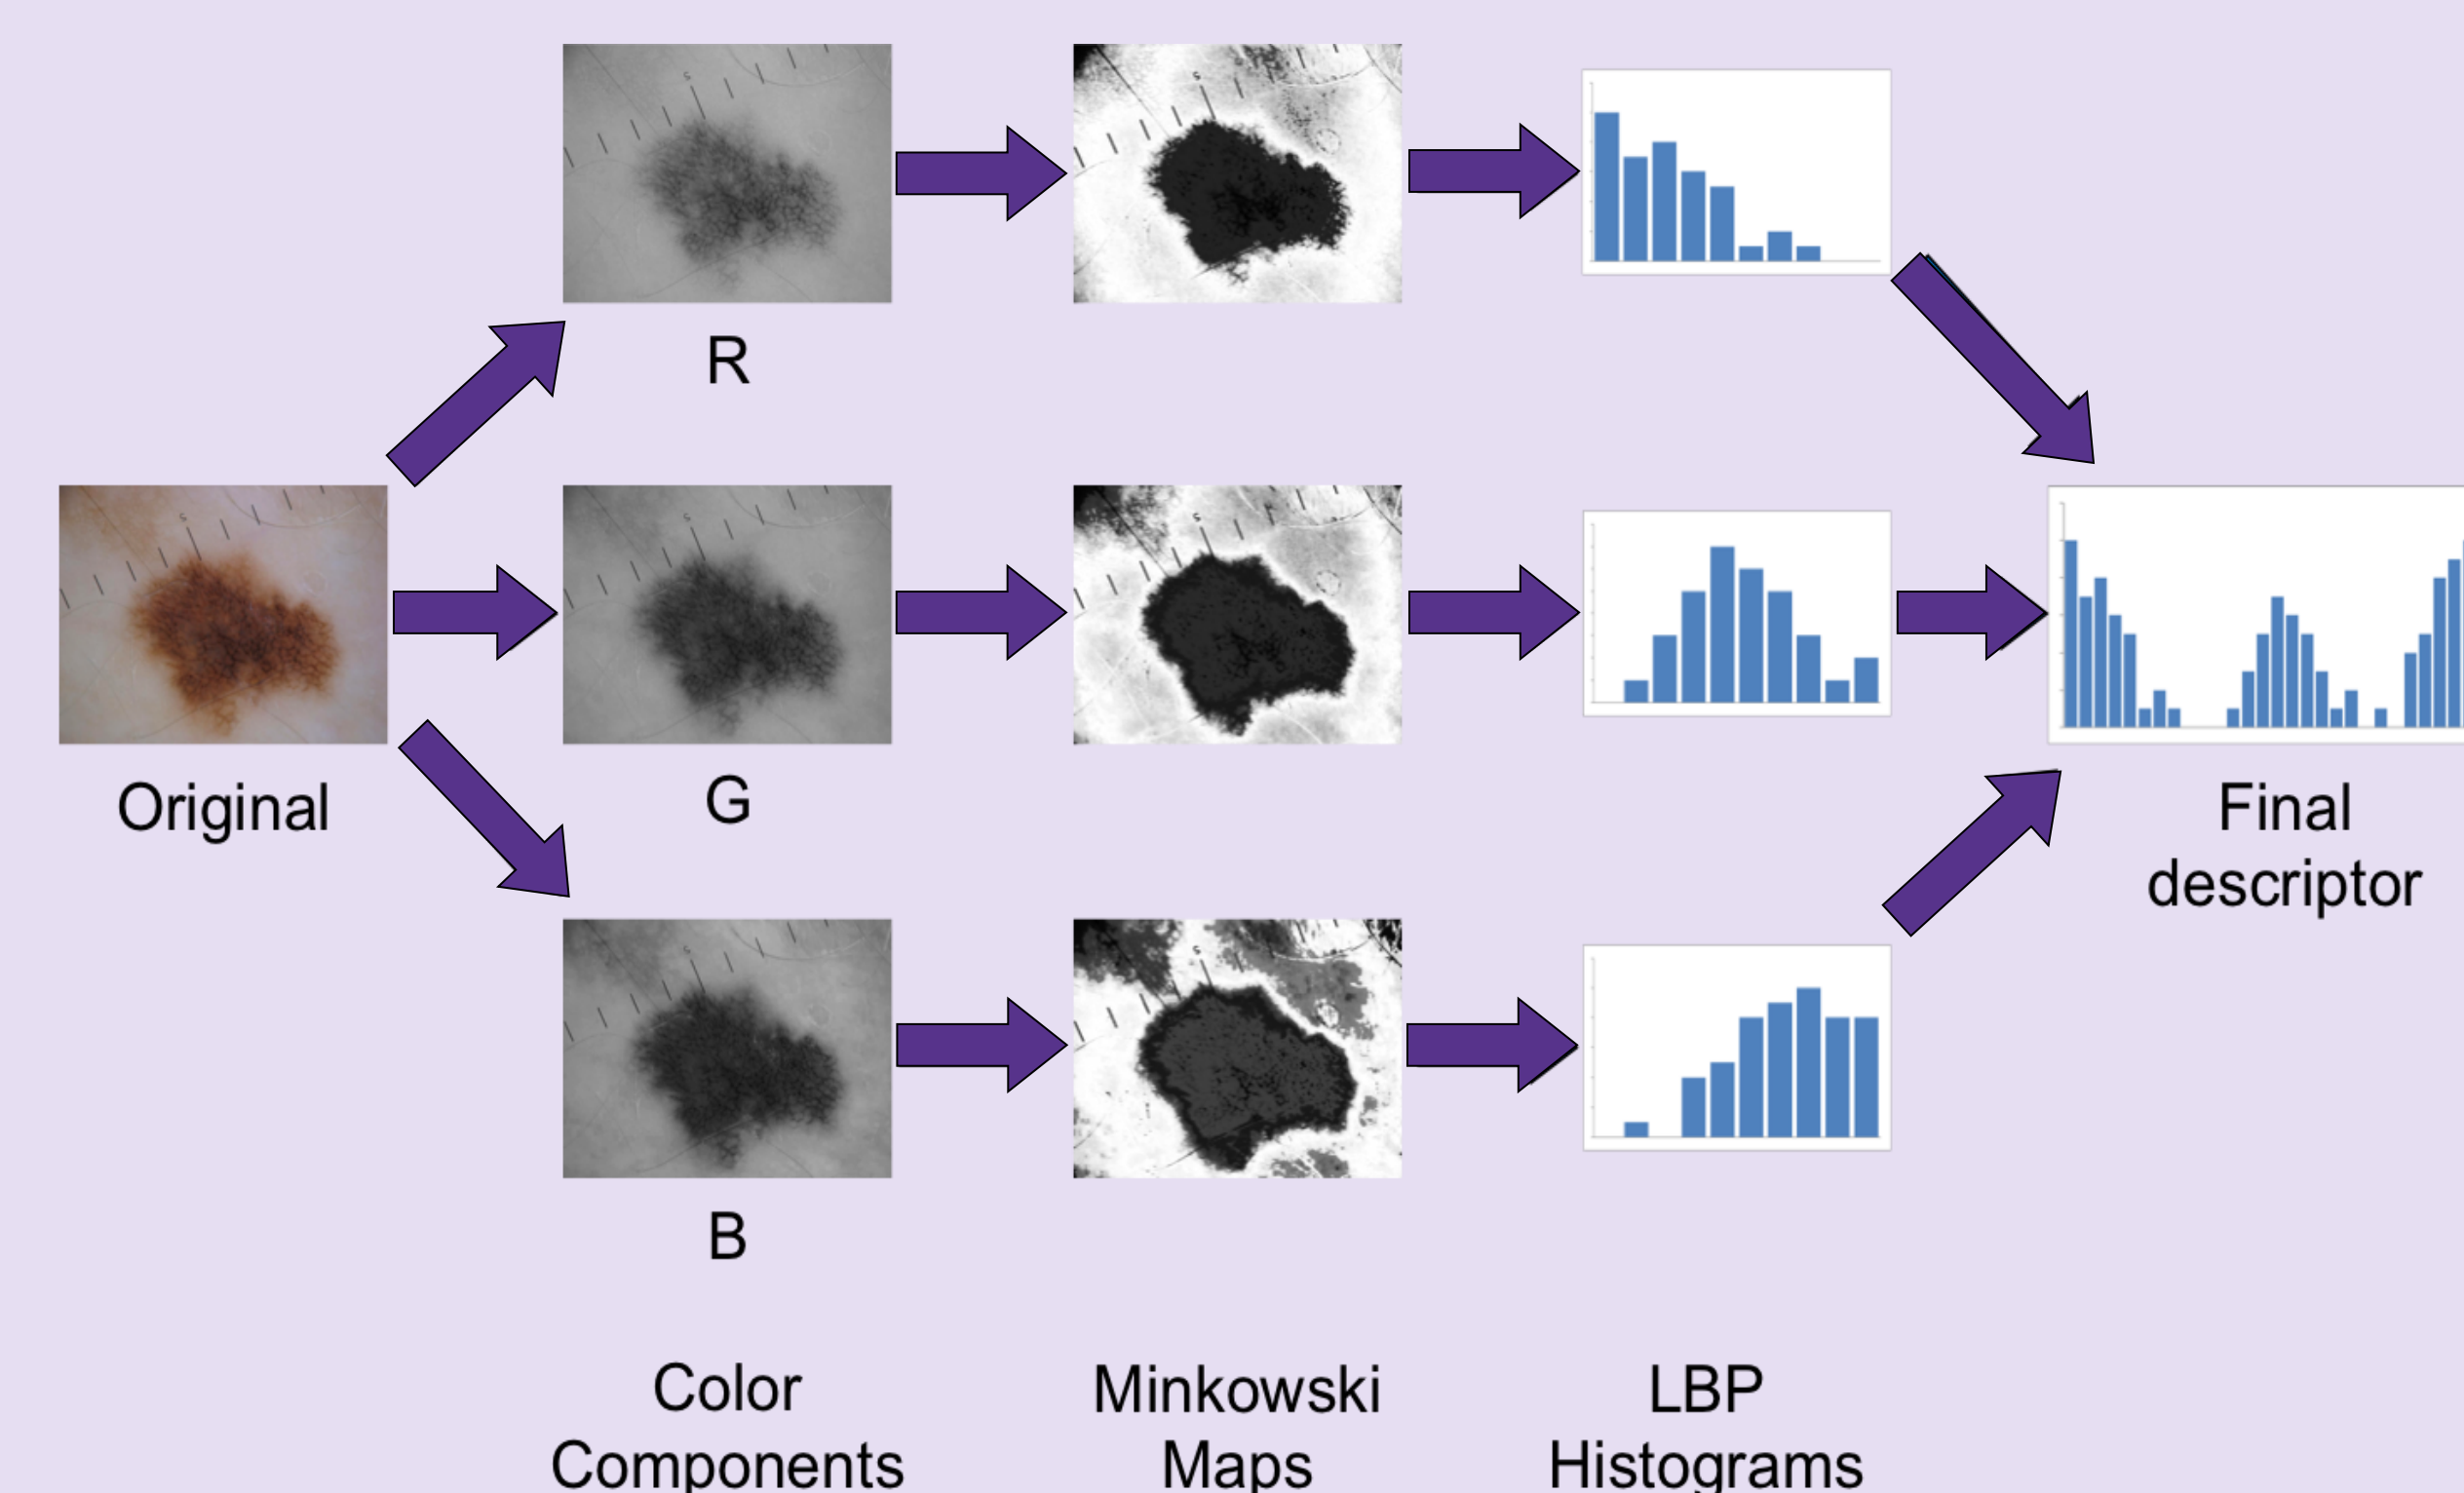 R
Original
G
Final
descriptor
B
Color
Components
Minkowski
Maps
LBP
Histograms